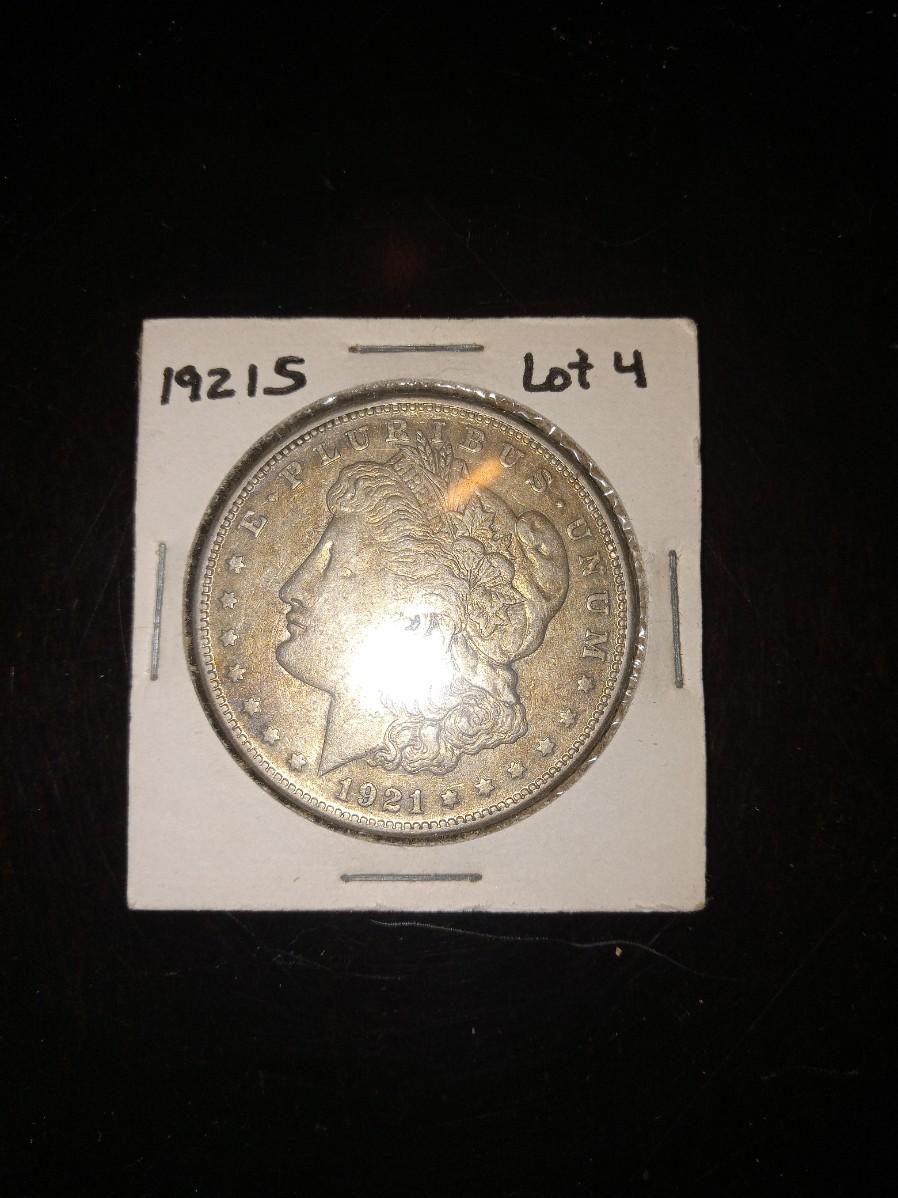 1921S Lot 4
E · PLURIBUS · UNUM
1921